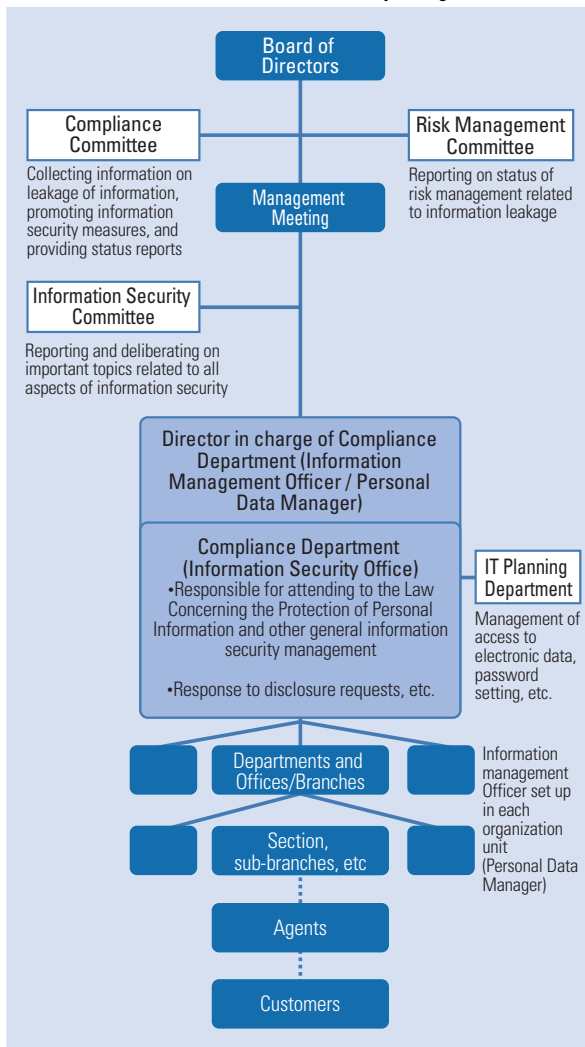 Board of
Directors
Compliance
Committee
Collecting information on
leakage of information,
promoting information
security measures, and
providing status reports
Risk Management
Committee
Reporting on status of
risk management related
to information leakage
Management
Meeting
Information Security
Committee
Reporting and deliberating on
important topics related to all
aspects of information security
Director in charge of Compliance
Department (Information
Management Officer / Personal
Data Manager)
Compliance Department
(Information Security Office)
•Responsible for attending to the Law
Concerning the Protection of Personal
Information and other general information
security management
•Response to disclosure requests, etc.
IT Planning
Department
Management of
access to
electronic data,
password
setting, etc.
Departments and
Offices/Branches
Information
management
Officer set up
in each
organization
unit
(Personal Data
Manager)
Section,
sub-branches, etc
Agents
Customers